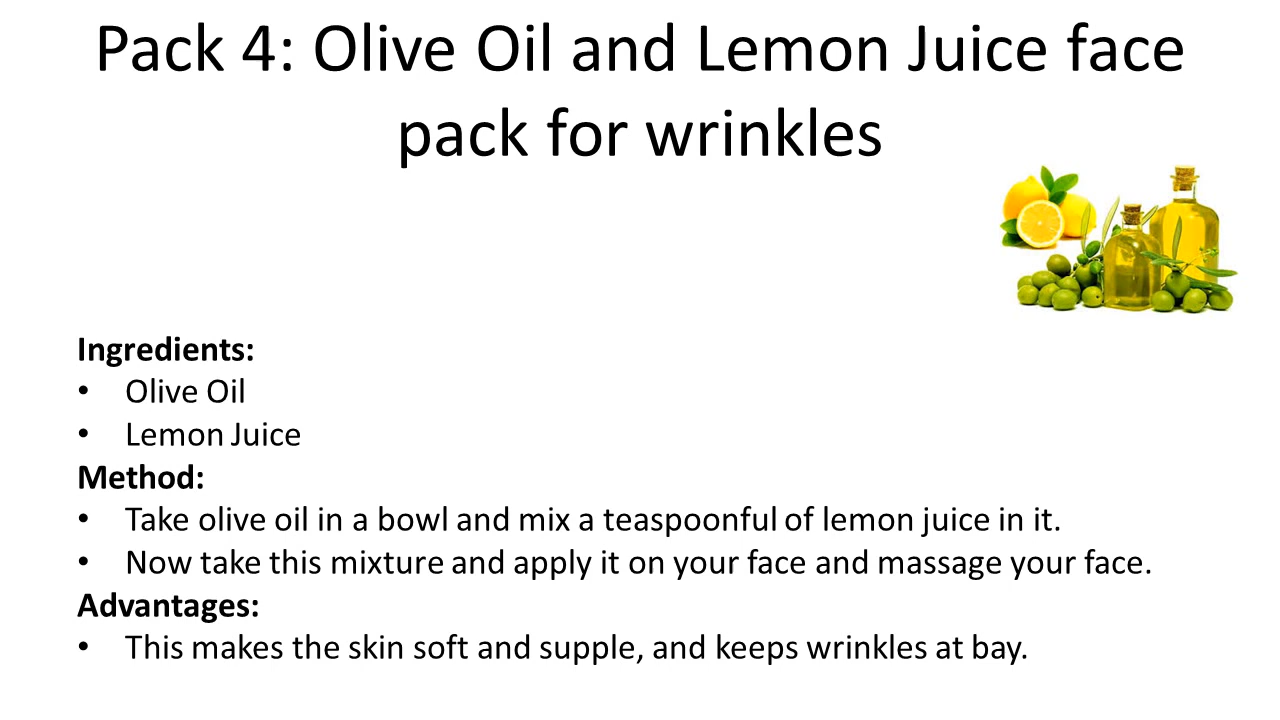 Pack 4: Olive Oil and Lemon Juice face
pack for wrinkles
Ingredients:
• Olive Oil
• Lemon Juice
Method:
• Take olive oil in a bowl and mix a teaspoonful of lemon juice in it.
• Now take this mixture and apply it on your face and massage your face.
Advantages:
• This makes the skin soft and supple, and keeps wrinkles at bay.